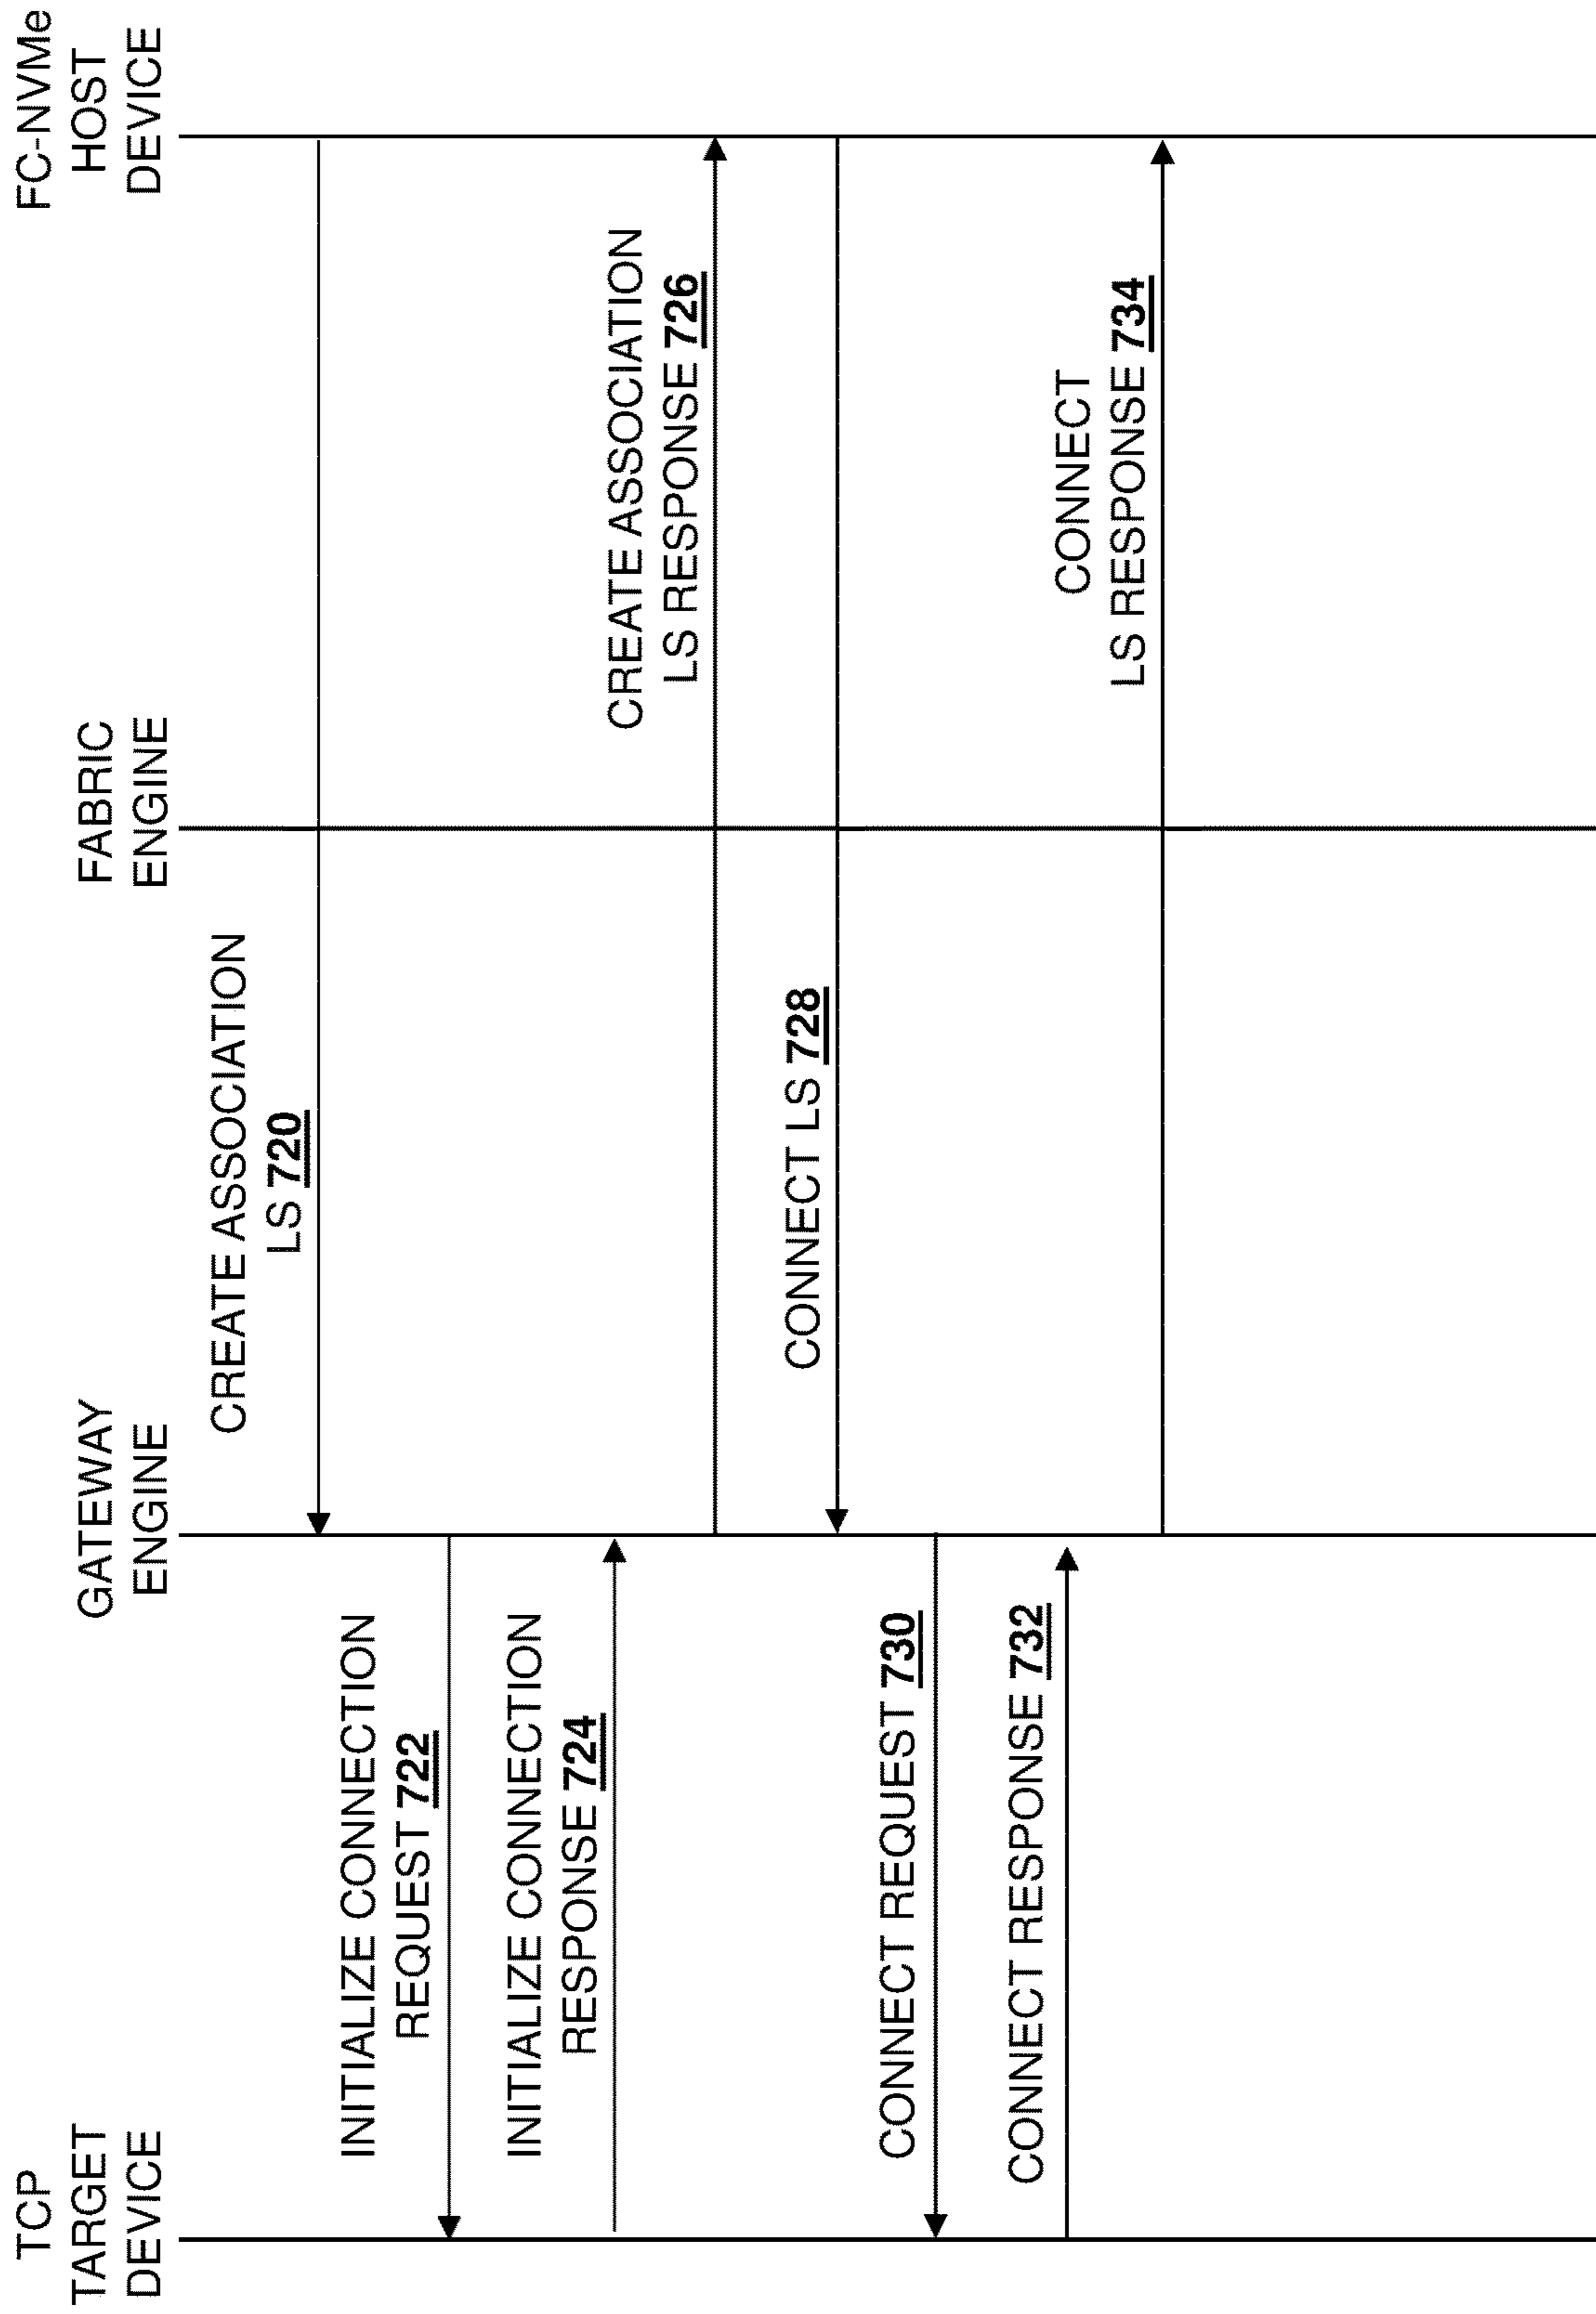 TCP
TARGET
DEVICE
GATEWAY
ENGINE
FABRIC
ENGINE
FC-NVMe
HOST
DEVICE
CREATE ASSOCIATION
LS 720
INITIALIZE CONNECTION
REQUEST 722
INITIALIZE CONNECTION
RESPONSE 724
CREATE ASSOCIATION
LS RESPONSE 726
CONNECT LS 728
CONNECT REQUEST 730
CONNECT RESPONSE 732
CONNECT
LS RESPONSE 734